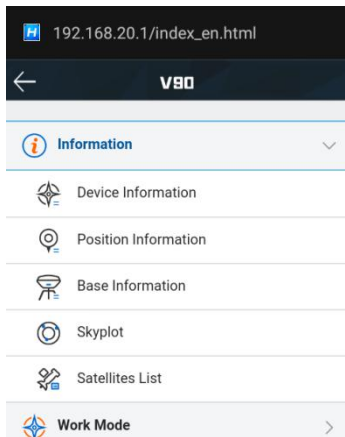 192.168.20.1/index_en.html
V90
Information
Device Information
Position Information
Base Information
Skyplot
Satellites List
Work Mode